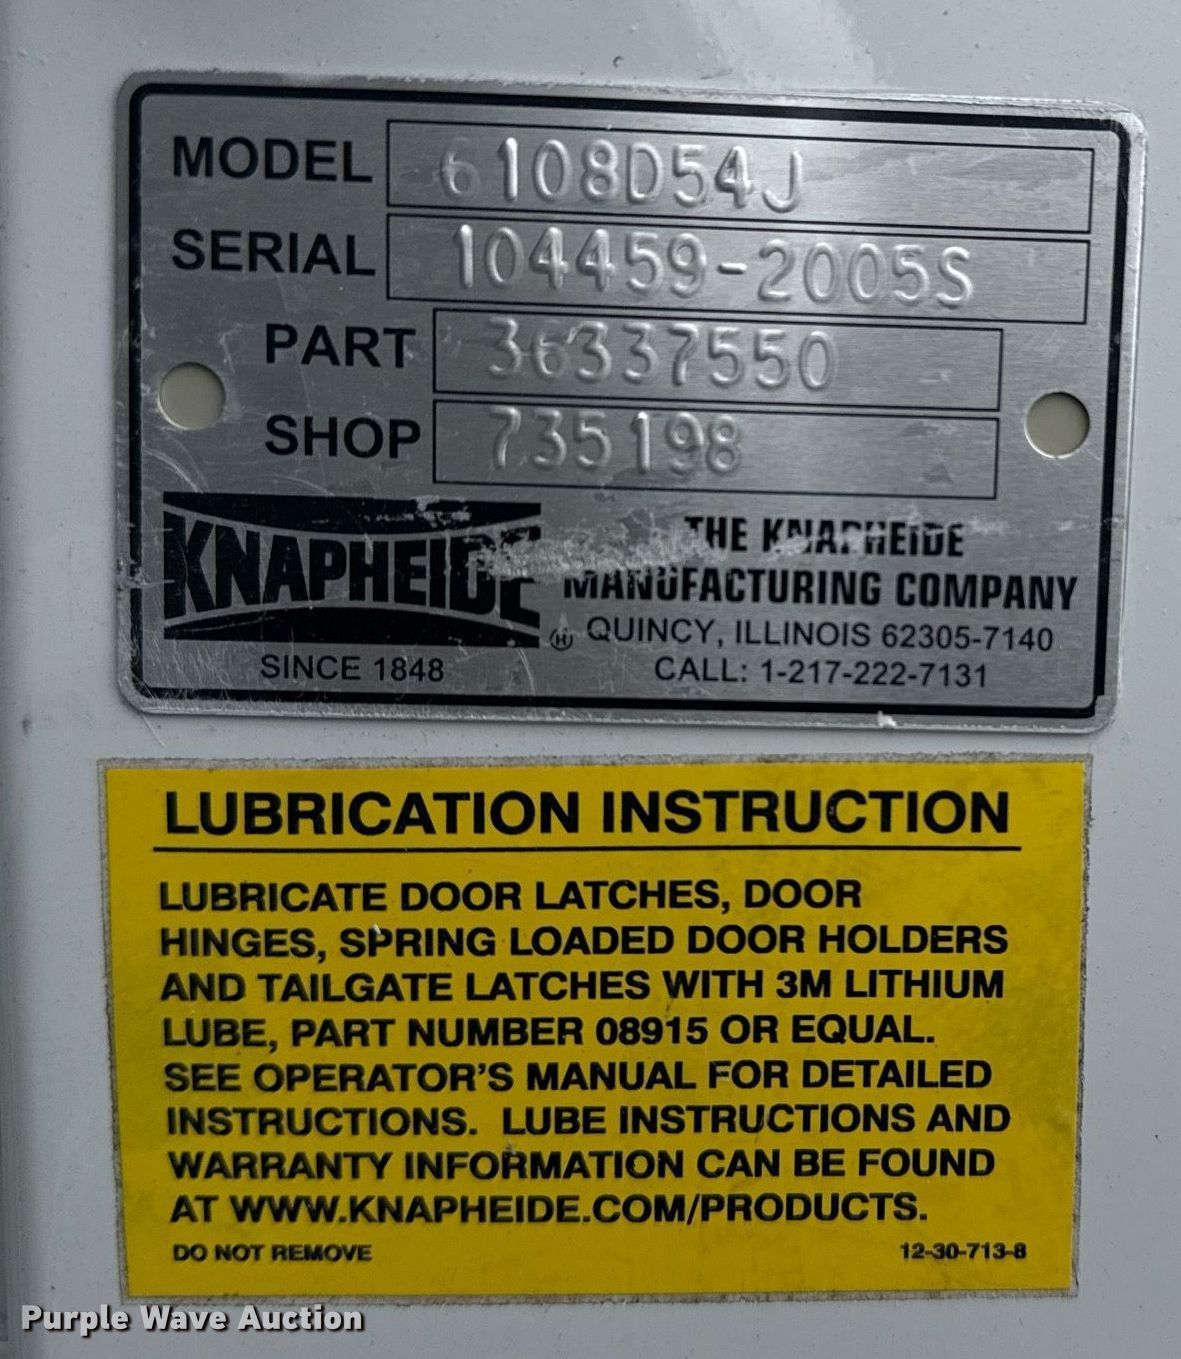 MODEL 6108D54J
SERIAL 104459-2005S
PART 36337550
SHOP 735198
KNAPHEIDE
SINCE 1848
THE KNAPHEIDE
MANUFACTURING COMPANY
QUINCY, ILLINOIS 62305-7140
CALL: 1-217-222-7131
LUBRICATION INSTRUCTION
LUBRICATE DOOR LATCHES, DOOR
HINGES, SPRING LOADED DOOR HOLDERS
AND TAILGATE LATCHES WITH 3M LITHIUM
LUBE, PART NUMBER 08915 OR EQUAL.
SEE OPERATOR'S MANUAL FOR DETAILED
INSTRUCTIONS. LUBE INSTRUCTIONS AND
WARRANTY INFORMATION CAN BE FOUND
AT WWW.KNAPHEIDE.COM/PRODUCTS.
DO NOT REMOVE 12-30-713-8
Purple Wave Auction